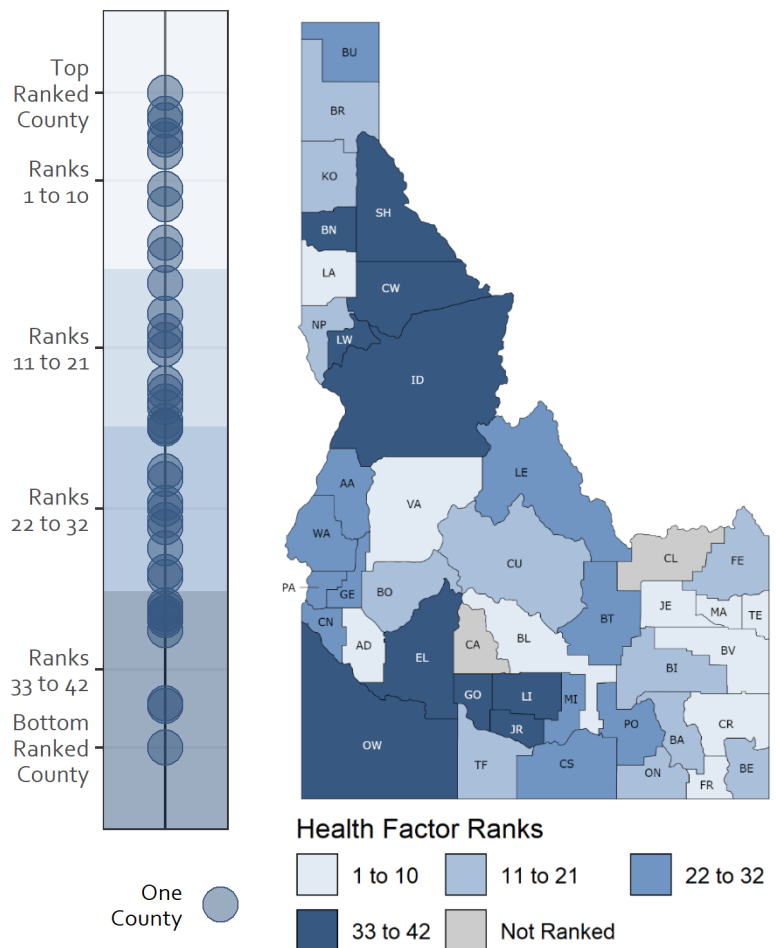 Top
Ranked
County
Ranks
1 to 10
Ranks
11 to 21
Ranks
22 to 32
Ranks
33 to 42
Bottom
Ranked
County
One
County
BU
BR
KO
SH
BN
LA
CW
NP
LW
ID
LE
AA
VA
WA
CU
CL
FE
PA
GE
BO
BT
JE
MA
TE
CN
AD
EL
CA
BL
BV
BI
GO
LI
MI
PO
CR
JR
BA
OW
TF
CS
ON
FR
BE
Health Factor Ranks
1 to 10
11 to 21
22 to 32
33 to 42
Not Ranked